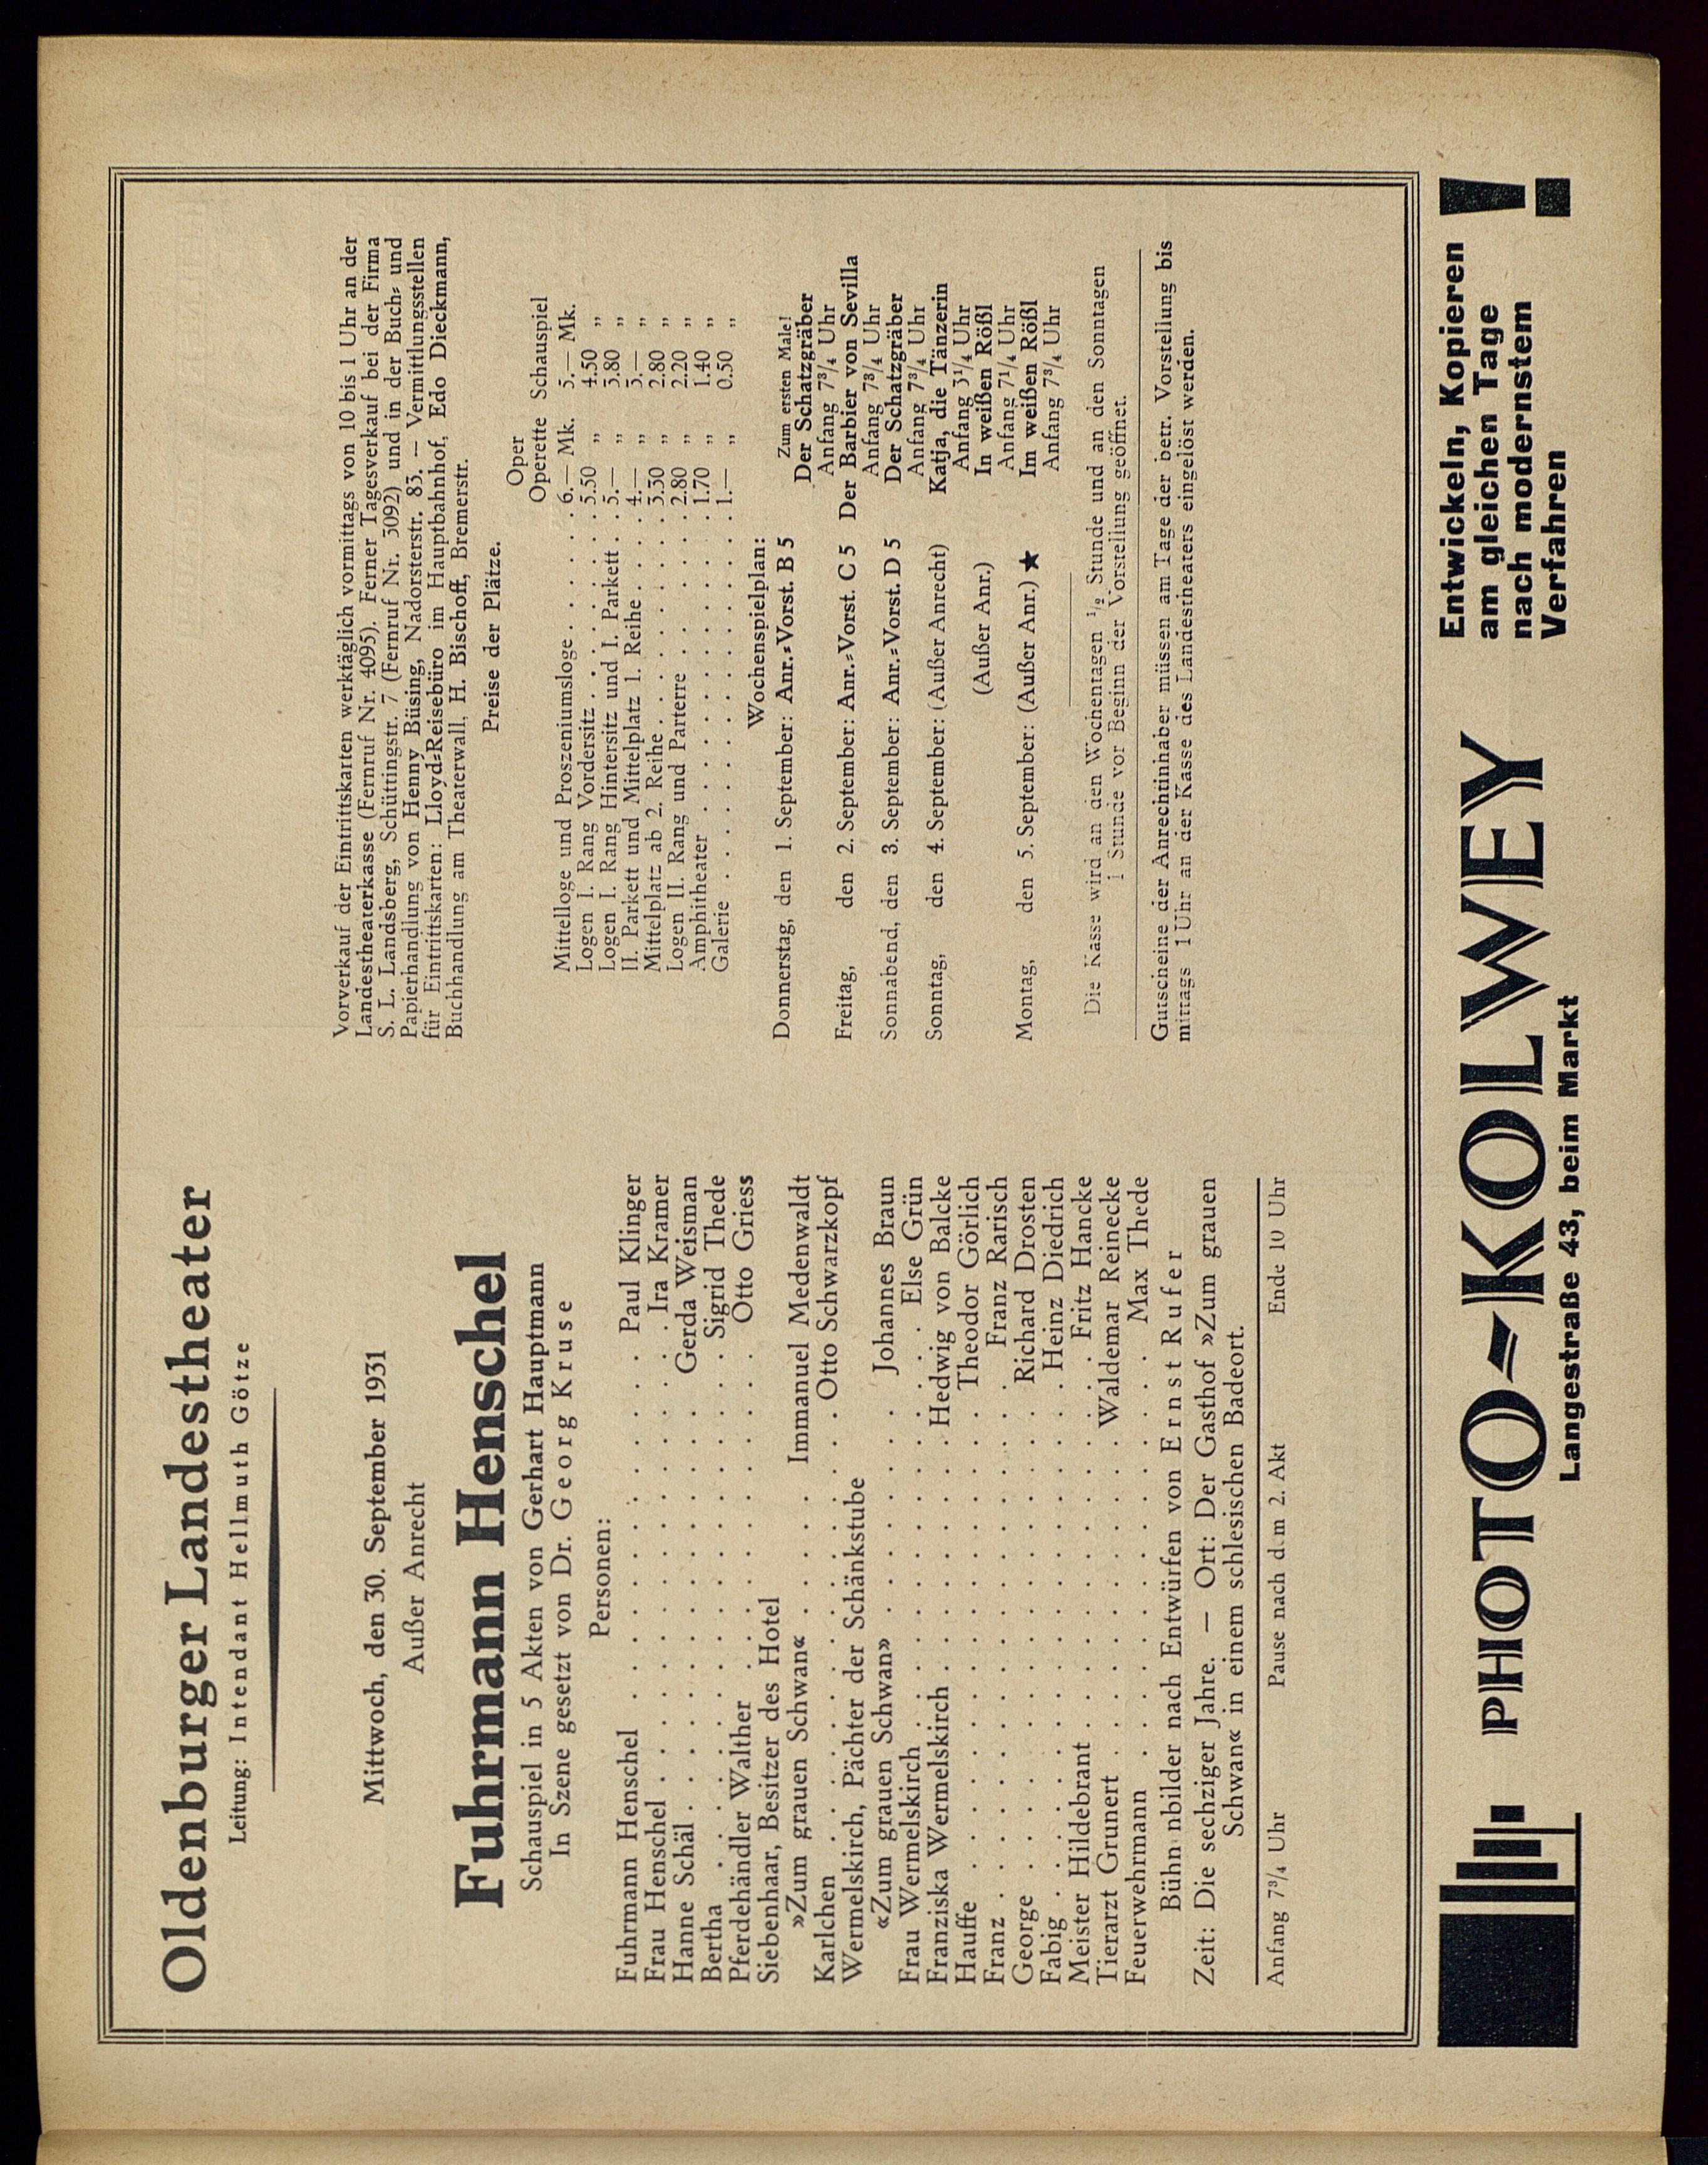 Oldenburger Landestheater
Leitung: Intendant Hellmuth Götze
Mittwoch, den 30. September 1931
Außer Anrecht
Fuhrmann Henschel
Schauspiel in 5 Akten von Gerhart Hauptmann
In Szene gesetzt von Dr. Georg Kruse
Personen:
Fuhrmann Henschel . . . . . . . . . . . . Paul Klinger
Frau Henschel . . . . . . . . . . . . . . Ira Kramer
Hanne Schäl . . . . . . . . . . . . . Gerda Weisman
Bertha . . . . . . . . . . . . . . . Sigrid Thede
Pferdehändler Walther . . . . . . . . . . . Otto Griess
Siebenhaar, Besitzer des Hotel
»Zum grauen Schwan« . . . . . Immanuel Medenwaldt
Karlchen . . . . . . . . . . . . . Otto Schwarzkopf
Wermelskirch, Pächter der Schänkstube
«Zum grauen Schwan» . . . . . . . . Johannes Braun
Frau Wermelskirch . . . . . . . . . . . . Else Grün
Franziska Wermelskirch . . . . . . . Hedwig von Balcke
Hauffe . . . . . . . . . . . . . . Theodor Görlich
Franz . . . . . . . . . . . . . . . Franz Rarisch
George . . . . . . . . . . . . . Richard Drosten
Fabig . . . . . . . . . . . . . . Heinz Diedrich
Meister Hildebrant . . . . . . . . . . . Fritz Hancke
Tierarzt Grunert . . . . . . . . . Waldemar Reinecke
Feuerwehrmann . . . . . . . . . . . . Max Thede
Bühn nbilder nach Entwürfen von Ernst Rufer
Zeit: Die sechziger Jahre. — Ort: Der Gasthof »Zum grauen
Schwan« in einem schlesischen Badeort.
Anfang 7³/₄ Uhr Pause nach d.m 2. Akt Ende 10 Uhr
Vorverkauf der Eintrittskarten werktäglich vormittags von 10 bis 1 Uhr an der
Landestheaterkasse (Fernruf Nr. 4095). Ferner Tagesverkauf bei der Firma
S. L. Landsberg, Schüttingstr. 7 (Fernruf Nr. 3092) und in der Buch= und
Papierhandlung von Henny Büsing, Nadorsterstr. 83. — Vermittlungsstellen
für Eintrittskarten: Lloyd=Reisebüro im Hauptbahnhof, Edo Dieckmann,
Buchhandlung am Theaterwall, H. Bischoff, Bremerstr.
Preise der Plätze.
Oper
Operette Schauspiel
Mittelloge und Proszeniumsloge . . . . . . 6.— Mk. 5.— Mk.
Logen I. Rang Vordersitz . . . . . . . . 5.50 „ 4.50 „
Logen I. Rang Hintersitz und I. Parkett . . 5.— „ 3.80 „
II. Parkett und Mittelplatz 1. Reihe . . . . 4.— „ 3.— „
Mittelplatz ab 2. Reihe . . . . . . . . . 3.30 „ 2.80 „
Logen II. Rang und Parterre . . . . . . . 2.80 „ 2.20 „
Amphitheater . . . . . . . . . . . . . 1.70 „ 1.40 „
Galerie . . . . . . . . . . . . . . . 1.— „ 0.50 „
Wochenspielplan:
Zum ersten Male!
Donnerstag, den 1. September: Anr.=Vorst. B 5 Der Schatzgräber
Anfang 7³/₄ Uhr
Freitag, den 2. September: Anr.=Vorst. C 5 Der Barbier von Sevilla
Anfang 7³/₄ Uhr
Sonnabend, den 3. September: Anr.=Vorst. D 5 Der Schatzgräber
Anfang 7³/₄ Uhr
Sonntag, den 4. September: (Außer Anrecht) Katja, die Tänzerin
Anfang 3¹/₄ Uhr
(Außer Anr.) In weißen Rößl
Anfang 7¹/₄ Uhr
Montag, den 5. September: (Außer Anr.) ★ Im weißen Rößl
Anfang 7³/₄ Uhr
Die Kasse wird an den Wochentagen ¹/₂ Stunde und an den Sonntagen
1 Stunde vor Beginn der Vorstellung geöffnet.
Gutscheine der Anrechtinhaber müssen am Tage der betr. Vorstellung bis
mittags 1 Uhr an der Kasse des Landestheaters eingelöst werden.
PHOTO-KOLWEY
Langestraße 43, beim Markt
Entwickeln, Kopieren
am gleichen Tage
nach modernstem
Verfahren !